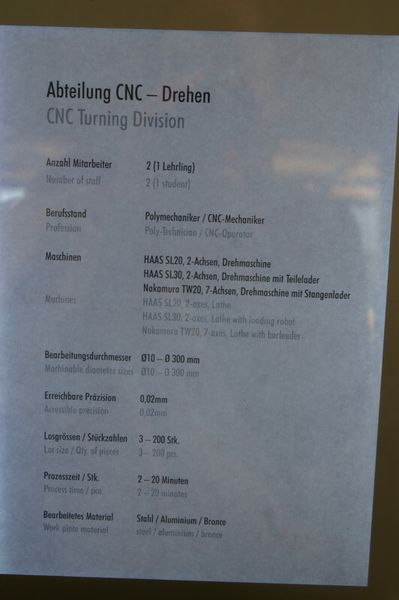 Abteilung CNC – Drehen
CNC Turning Division
Anzahl Mitarbeiter 2 (1 Lehrling)
Number of staff 2 (1 student)
Berufsstand Polymechaniker / CNC-Mechaniker
Profession Poly-Technician / CNC-Operator
Maschinen HAAS SL20, 2-Achsen, Drehmaschine
HAAS SL30, 2-Achsen, Drehmaschine mit Teilelader
Nakamura TW20, 7-Achsen, Drehmaschine mit Stangenlader
Machines HAAS SL20, 2-axes, Lathe
HAAS SL30, 2-axes, Lathe with loading robot
Nakamura TW20, 7-axes, Lathe with barfeeder
Bearbeitungsdurchmesser Ø10 – Ø 300 mm
Machinable diameter sizes Ø10 – Ø 300 mm
Erreichbare Präzision 0,02mm
Accessible precision 0,02mm
Losgrössen / Stückzahlen 3 – 200 Stk.
Lot size / Qty. of pieces 3 – 200 pcs.
Prozesszeit / Stk. 2 – 20 Minuten
Process time / pce. 2 – 20 minutes
Bearbeitetes Material Stahl / Aluminium / Bronce
Work piece material steel / aluminium / bronce